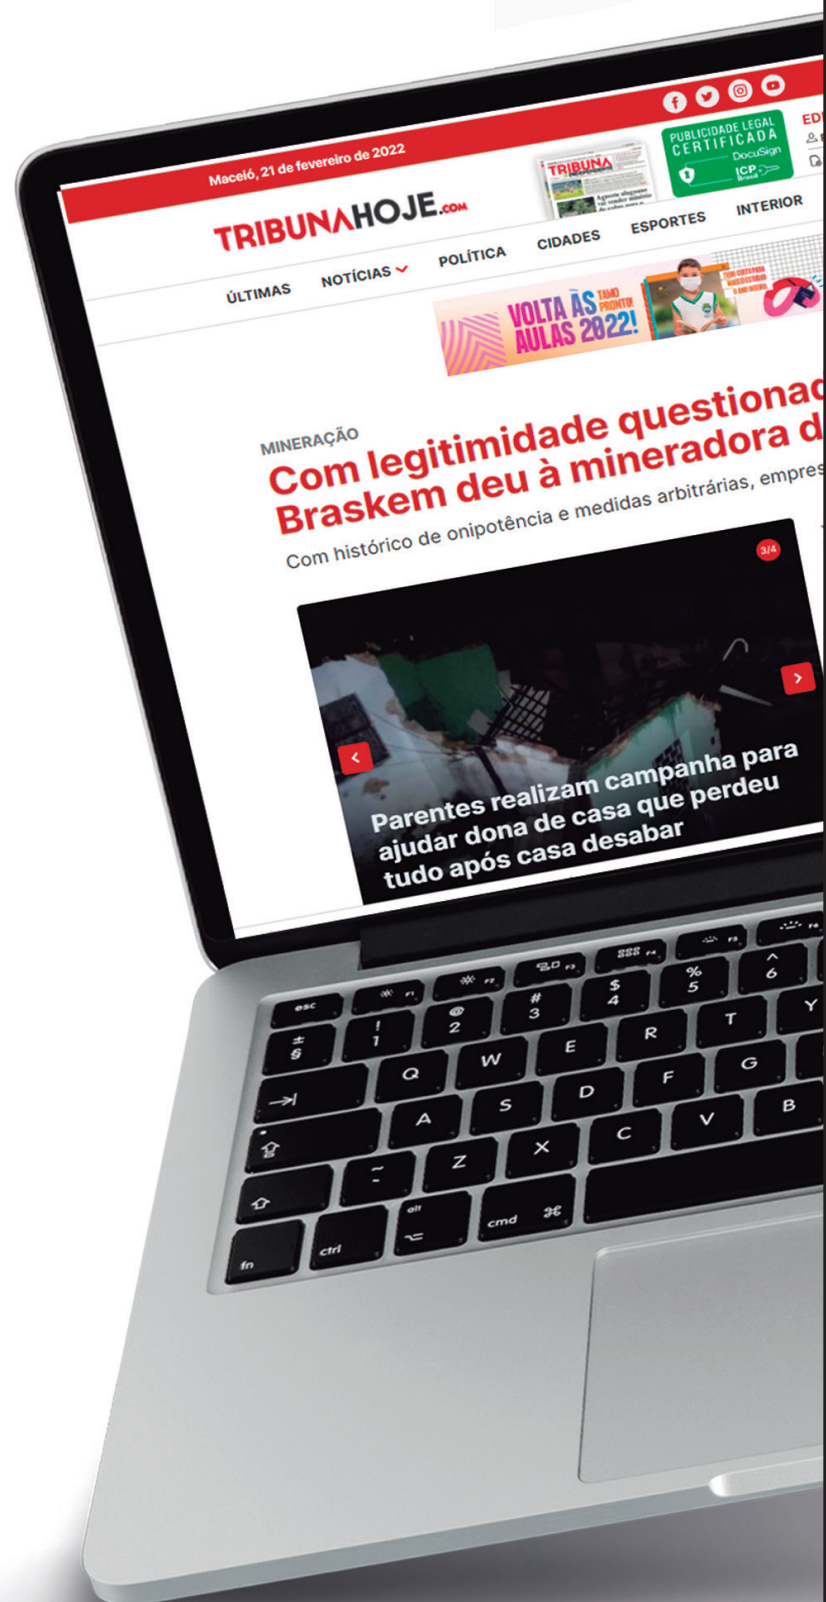 Maceió, 21 de fevereiro de 2022
TRIBUNAHOJE.COM
TRIBUNA
INDEPENDENTE
PUBLICIDADE LEGAL
CERTIFICADA
DocuSign
ICP
Brasil
ÚLTIMAS NOTÍCIAS POLÍTICA CIDADES ESPORTES INTERIOR
VOLTA ÀS
AULAS 2022!
TAMO
PRONTO!
MINERAÇÃO
Com legitimidade questionad
Braskem deu à mineradora d
Com histórico de onipotência e medidas arbitrárias, empres
3/4
Parentes realizam campanha para
ajudar dona de casa que perdeu
tudo após casa desabar
esc F1 F2 F3 F4 F5
± § ! 1 @ 2 # 3 $ 4 % 5 ^ 6
Q W E R T Y
A S D F G
~ Z X C V B
fn ctrl alt cmd ⌘